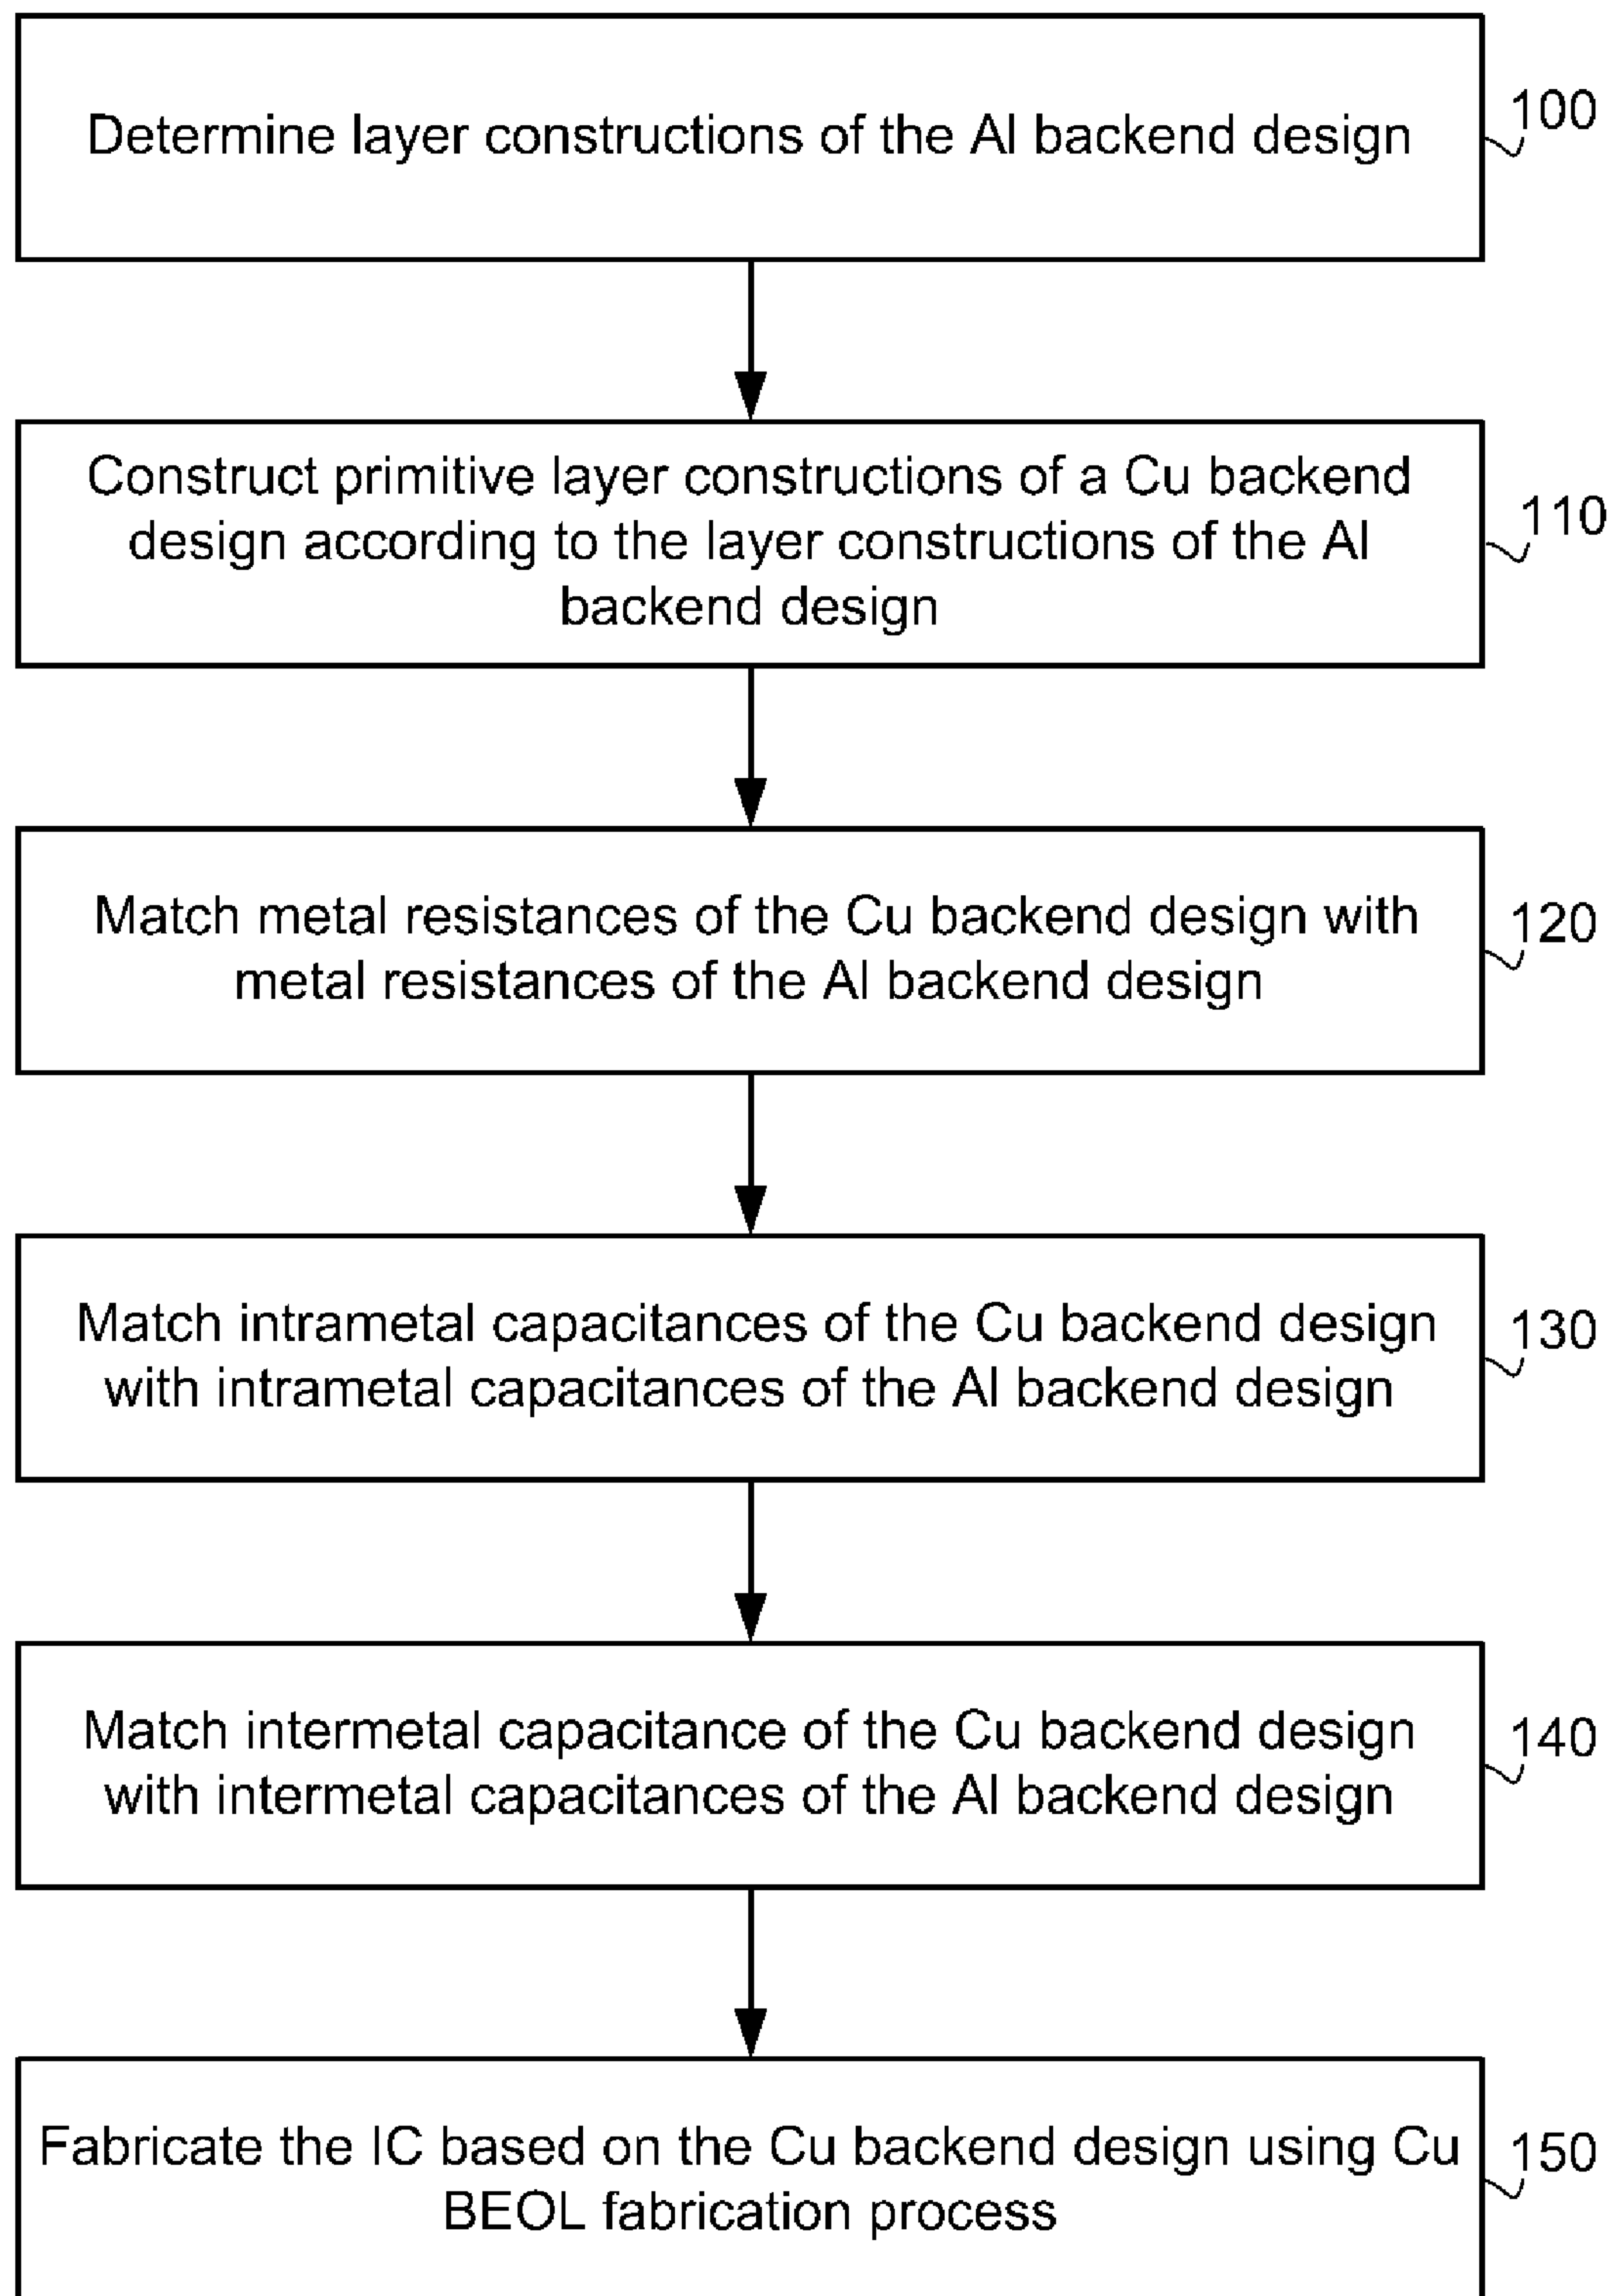 Determine layer constructions of the Al backend design
100
Construct primitive layer constructions of a Cu backend
design according to the layer constructions of the Al
backend design
110
Match metal resistances of the Cu backend design with
metal resistances of the Al backend design
120
Match intrametal capacitances of the Cu backend design
with intrametal capacitances of the Al backend design
130
Match intermetal capacitance of the Cu backend design
with intermetal capacitances of the Al backend design
140
Fabricate the IC based on the Cu backend design using Cu
BEOL fabrication process
150